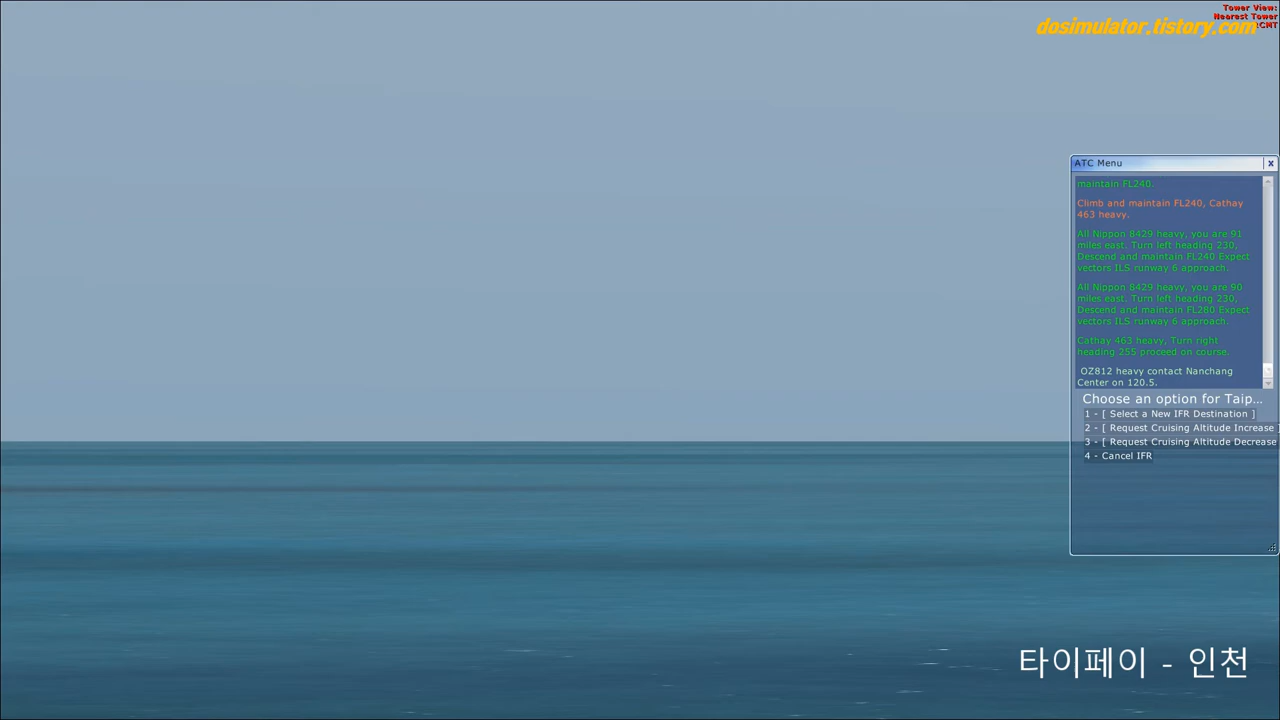 Tower View:
Nearest Tower
dosimulator.tistory.com
ATC Menu
x
maintain FL240.
Climb and maintain FL240, Cathay
463 heavy.
All Nippon 8429 heavy, you are 91
miles east. Turn left heading 230,
Descend and maintain FL240 Expect
vectors ILS runway 6 approach.
All Nippon 8429 heavy, you are 90
miles east. Turn left heading 230,
Descend and maintain FL280 Expect
vectors ILS runway 6 approach.
Cathay 463 heavy, Turn right
heading 255 proceed on course.
OZ812 heavy contact Nanchang
Center on 120.5.
Choose an option for Taip...
1 - [ Select a New IFR Destination ]
2 - [ Request Cruising Altitude Increase ]
3 - [ Request Cruising Altitude Decrease
4 - Cancel IFR
타이페이 - 인천